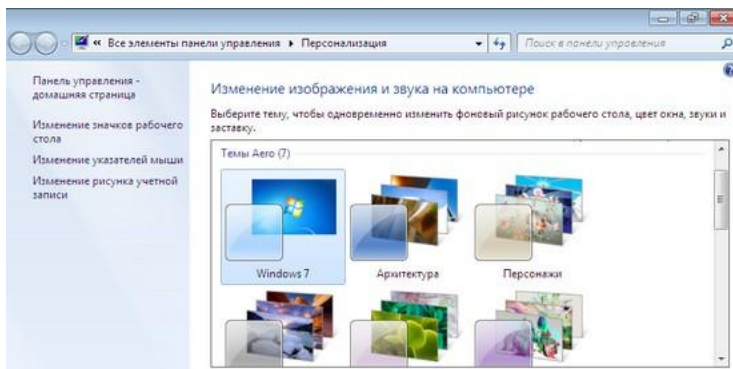 « Все элементы панели управления ▸ Персонализация
Поиск в панели управления
Панель управления -
домашняя страница
Изменение значков рабочего
стола
Изменение указателей мыши
Изменение рисунка учетной
записи
Изменение изображения и звука на компьютере
Выберите тему, чтобы одновременно изменить фоновый рисунок рабочего стола, цвет окна, звуки и
заставку.
Темы Aero (7)
Windows 7
Архитектура
Персонажи